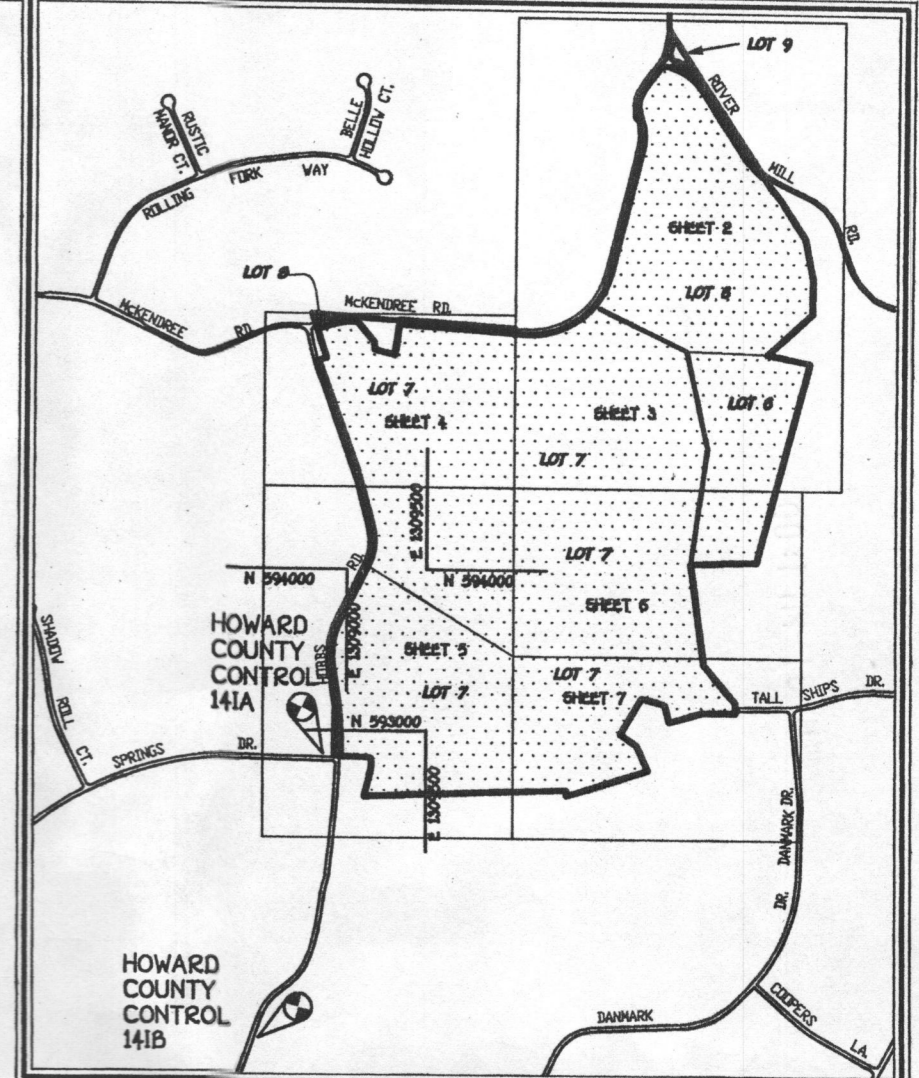 LOT 9
ROVER
MILL
RD.
RUSTIC
MANOR CT.
BELLE
HOLLOW CT.
ROLLING
FORK
WAY
SHEET 2
LOT 8
LOT 8
McKENDREE
RD.
McKENDREE
RD.
LOT 7
SHEET 4
SHEET 3
LOT 6
LOT 7
E 1309500
N 594000
N 594000
LOT 7
SHEET 6
RD.
HOBBS
E 1309000
HOWARD
COUNTY
CONTROL
141A
SHEET 5
LOT 7
LOT 7
SHEET 7
SHADOW
ROLL
CT.
N 593000
E 1309500
SPRINGS
DR.
TALL
SHIPS
DR.
DANMARK DR.
DR.
HOWARD
COUNTY
CONTROL
141B
DANMARK
COOPERS
LA.